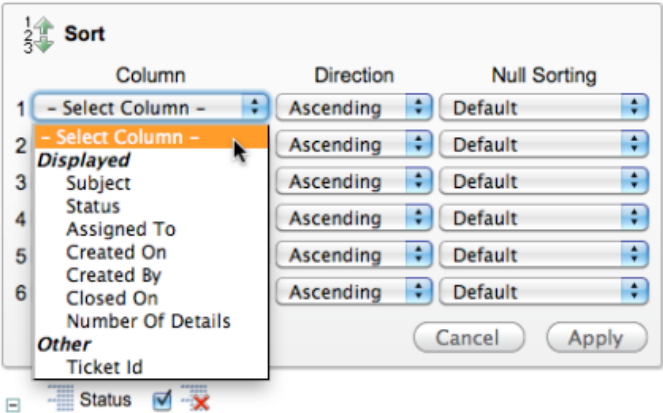 1
2
3
Sort
Column Direction Null Sorting
1 – Select Column – Ascending Default
– Select Column –
2 Ascending Default
Displayed
3 Subject Ascending Default
Status
4 Assigned To Ascending Default
5 Created On Ascending Default
Created By
6 Closed On Ascending Default
Number Of Details
Other Cancel Apply
Ticket Id
Status